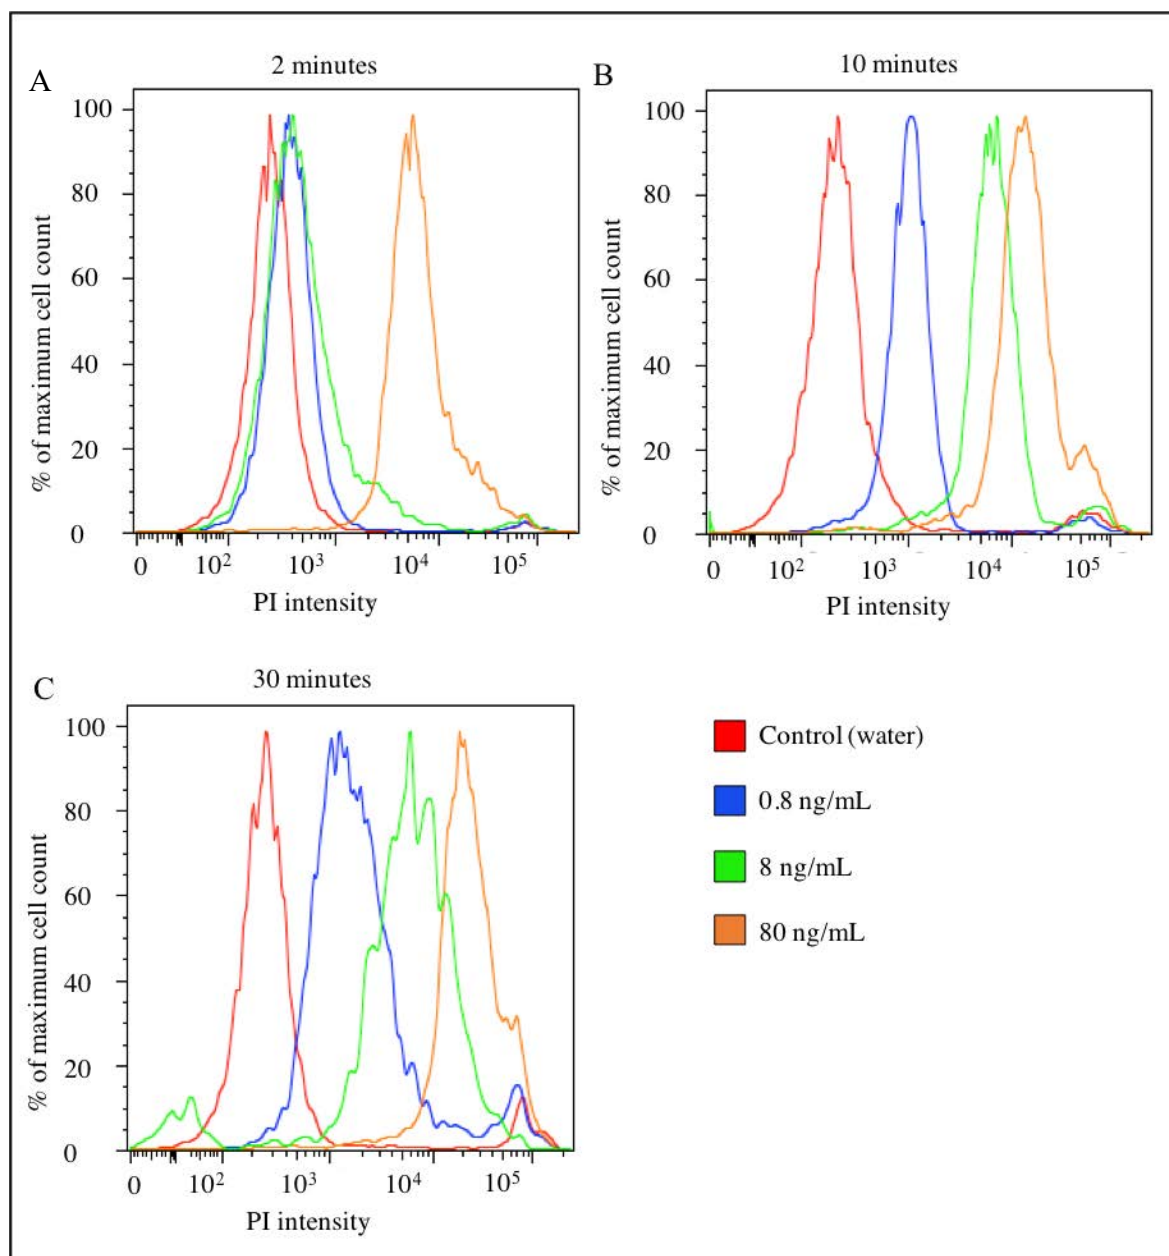 A
2 minutes
100
80
60
40
20
0
% of maximum cell count
0 10² 10³ 10⁴ 10⁵
PI intensity
B
10 minutes
100
80
60
40
20
0
% of maximum cell count
0 10² 10³ 10⁴ 10⁵
PI intensity
C
30 minutes
100
80
60
40
20
0
% of maximum cell count
0 10² 10³ 10⁴ 10⁵
PI intensity
Control (water)
0.8 ng/mL
8 ng/mL
80 ng/mL